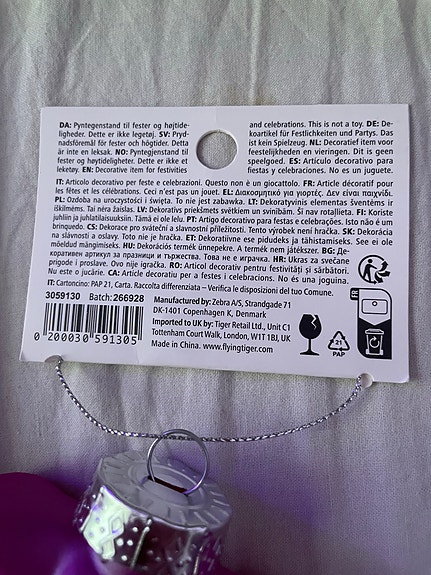 DA: Pyntegenstand til fester og højtide-
ligheder. Dette er ikke legetøj. SV: Pryd-
nadsföremål för fester och högtider. Detta
är inte en leksak. NO: Pyntegjenstand til
fester og høytideligheter. Dette er ikke et
leketøy. EN: Decorative item for festivities
and celebrations. This is not a toy. DE: De-
koartikel für Festlichkeiten und Partys. Das
ist kein Spielzeug. NL: Decoratief item voor
feestelijkheden en vieringen. Dit is geen
speelgoed. ES: Artículo decorativo para
fiestas y celebraciones. No es un juguete.
IT: Articolo decorativo per feste e celebrazioni. Questo non è un giocattolo. FR: Article décoratif pour
les fêtes et les célébrations. Ceci n'est pas un jouet. EL: Διακοσμητικό για γιορτές. Δεν είναι παιχνίδι.
PL: Ozdoba na uroczystości i święta. To nie jest zabawka. LT: Dekoratyvinis elementas šventėms ir
iškilmėms. Tai nėra žaislas. LV: Dekoratīvs priekšmets svētkiem un svinībām. Šī nav rotaļlieta. FI: Koriste
juhliin ja juhlatilaisuuksiin. Tämä ei ole lelu. PT: Artigo decorativo para festas e celebrações. Isto não é um
brinquedo. CS: Dekorace pro sváteční a slavnostní příležitosti. Tento výrobek není hračka. SK: Dekorácia
na slávnosti a oslavy. Toto nie je hračka. ET: Dekoratiivne ese pidudeks ja tähistamiseks. See ei ole
mõeldud mängimiseks. HU: Dekorációs termék ünnepekre. A termék nem játékszer. BG: Де-
коративен артикул за празници и тържества. Това не е играчка. HR: Ukras za svečane
prigode i proslave. Ovo nije igračka. RO: Articol decorativ pentru festivități și sărbători.
Nu este o jucărie. CA: Article decoratiu per a festes i celebracions. No és una joguina.
IT: Cartoncino: PAP 21, Carta. Raccolta differenziata – Verifica le disposizioni del tuo Comune.
3059130 Batch: 266928
0 200030 591305
Manufactured by: Zebra A/S, Strandgade 71
DK-1401 Copenhagen K, Denmark
Imported to UK by: Tiger Retail Ltd., Unit C1
Tottenham Court Walk, London, W1T 1BJ, UK
Made in China. www.flyingtiger.com
21
PAP
FR